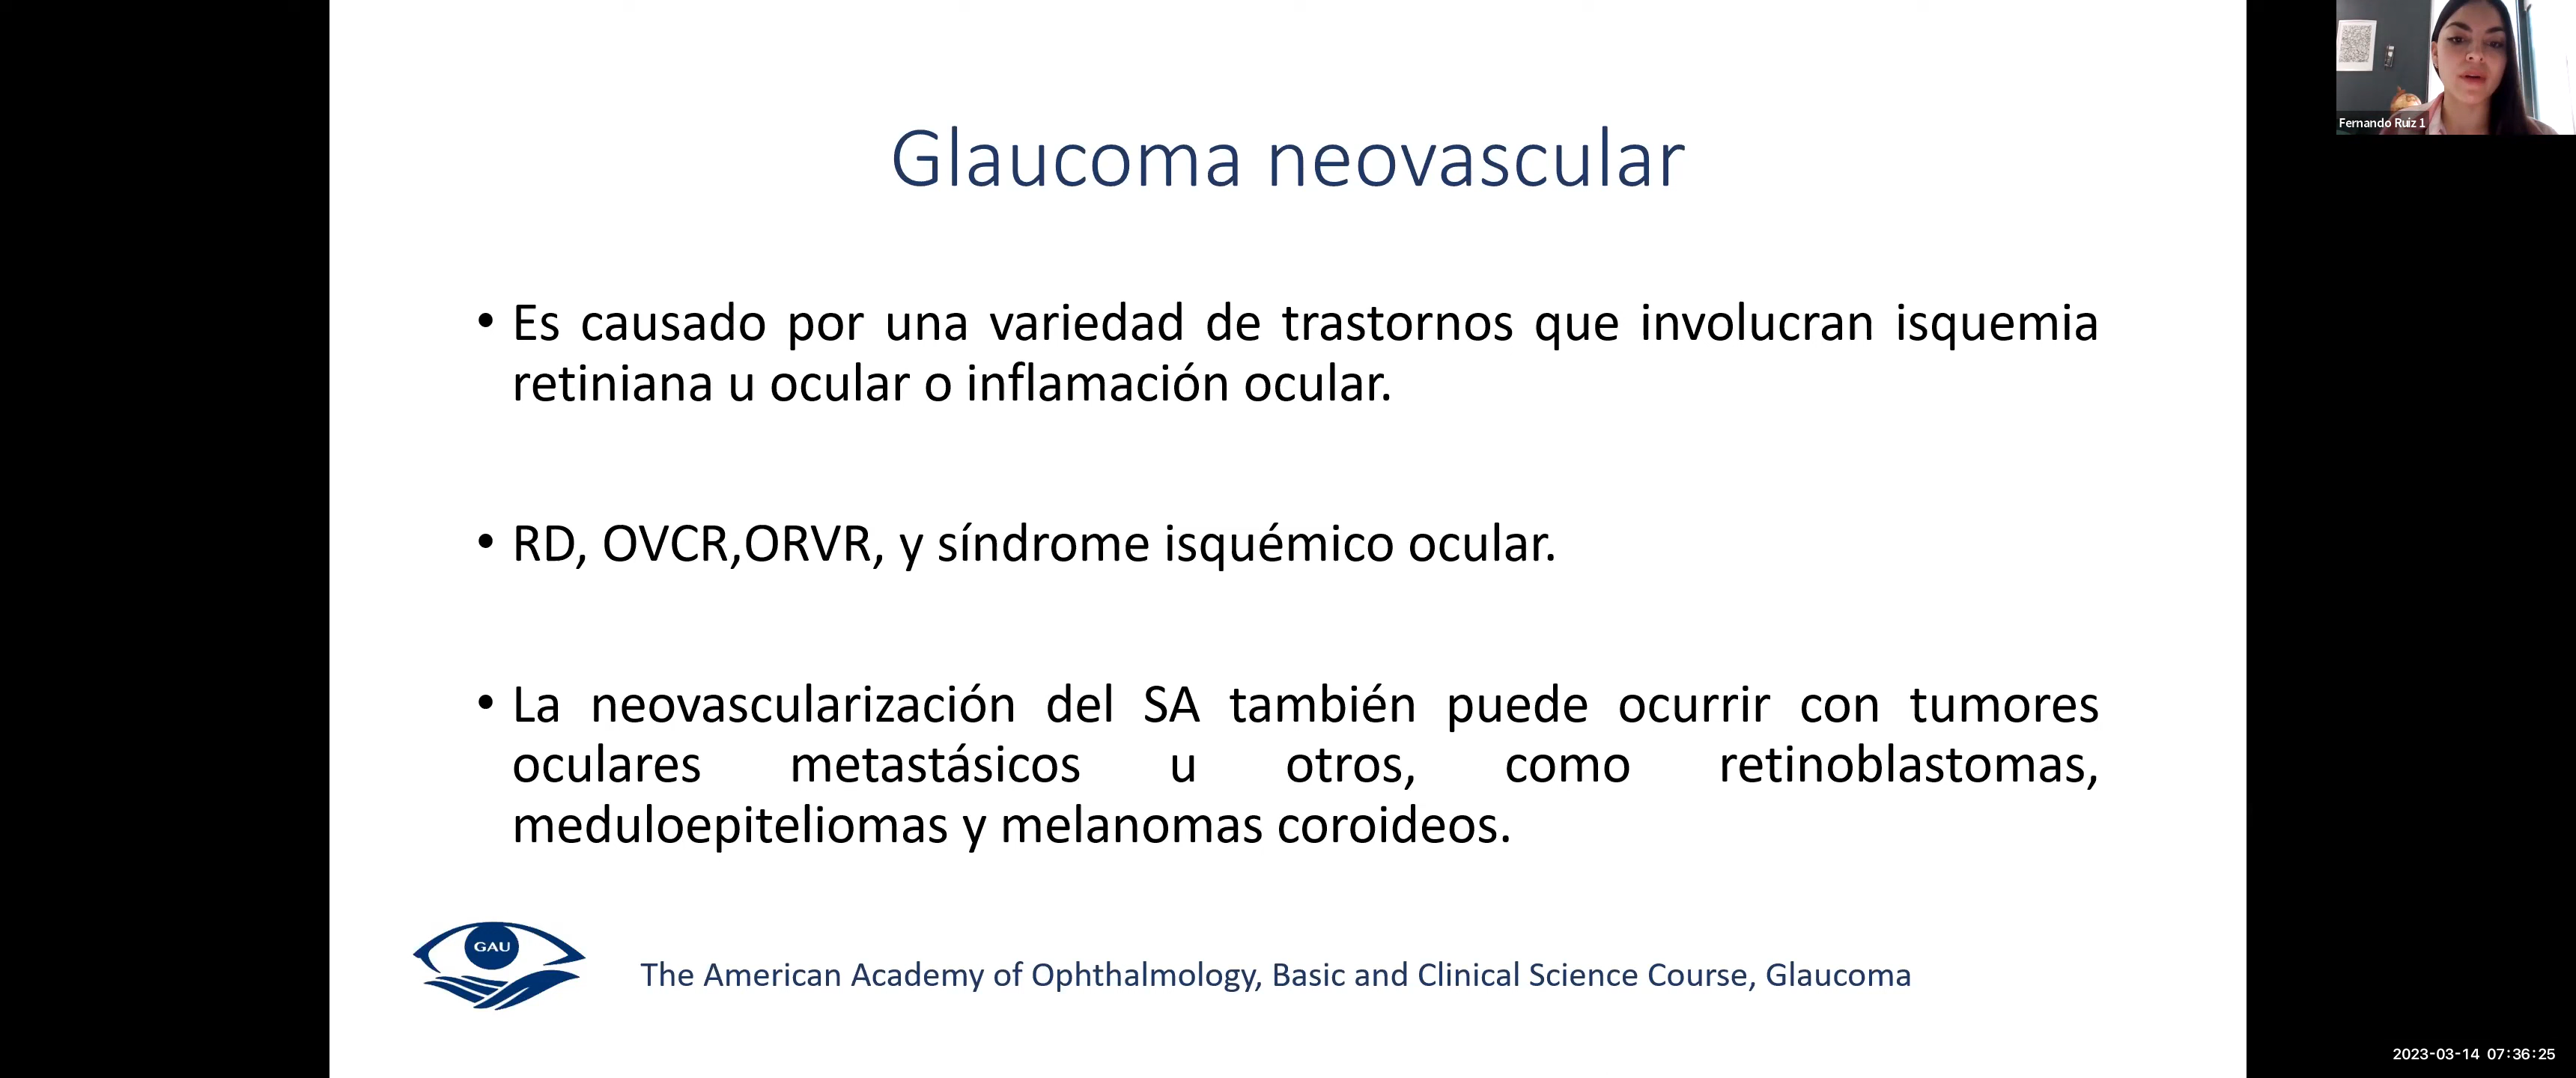 Fernando Ruiz 1
Glaucoma neovascular
• Es causado por una variedad de trastornos que involucran isquemia
retiniana u ocular o inflamación ocular.
• RD, OVCR,ORVR, y síndrome isquémico ocular.
• La neovascularización del SA también puede ocurrir con tumores
oculares metastásicos u otros, como retinoblastomas,
meduloepiteliomas y melanomas coroideos.
GAU
The American Academy of Ophthalmology, Basic and Clinical Science Course, Glaucoma
2023-03-14 07:36:25